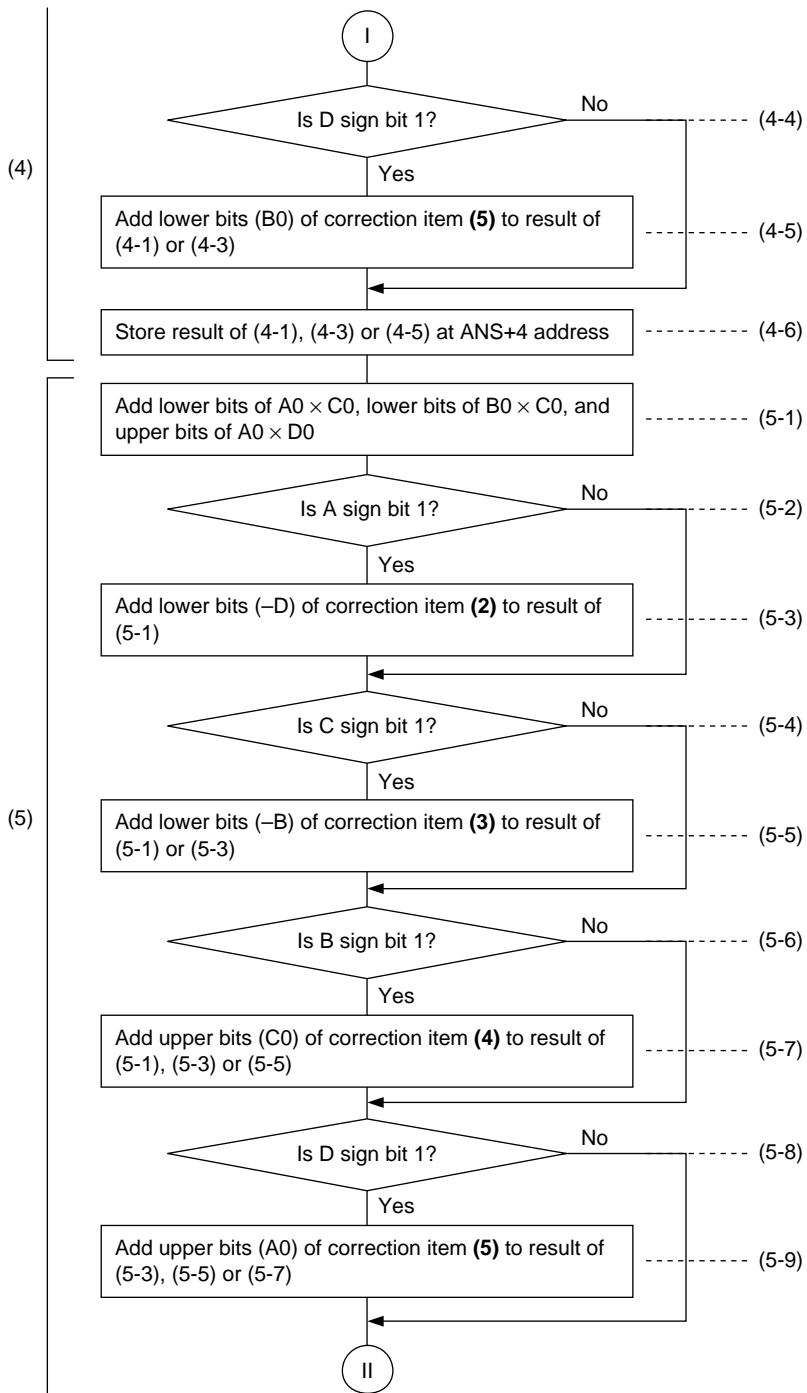 I
Is D sign bit 1?
No
(4-4)
(4)
Yes
Add lower bits (B0) of correction item (5) to result of
(4-1) or (4-3)
(4-5)
Store result of (4-1), (4-3) or (4-5) at ANS+4 address
(4-6)
Add lower bits of A0 × C0, lower bits of B0 × C0, and
upper bits of A0 × D0
(5-1)
Is A sign bit 1?
No
(5-2)
Yes
Add lower bits (–D) of correction item (2) to result of
(5-1)
(5-3)
Is C sign bit 1?
No
(5-4)
(5)
Yes
Add lower bits (–B) of correction item (3) to result of
(5-1) or (5-3)
(5-5)
Is B sign bit 1?
No
(5-6)
Yes
Add upper bits (C0) of correction item (4) to result of
(5-1), (5-3) or (5-5)
(5-7)
Is D sign bit 1?
No
(5-8)
Yes
Add upper bits (A0) of correction item (5) to result of
(5-3), (5-5) or (5-7)
(5-9)
II